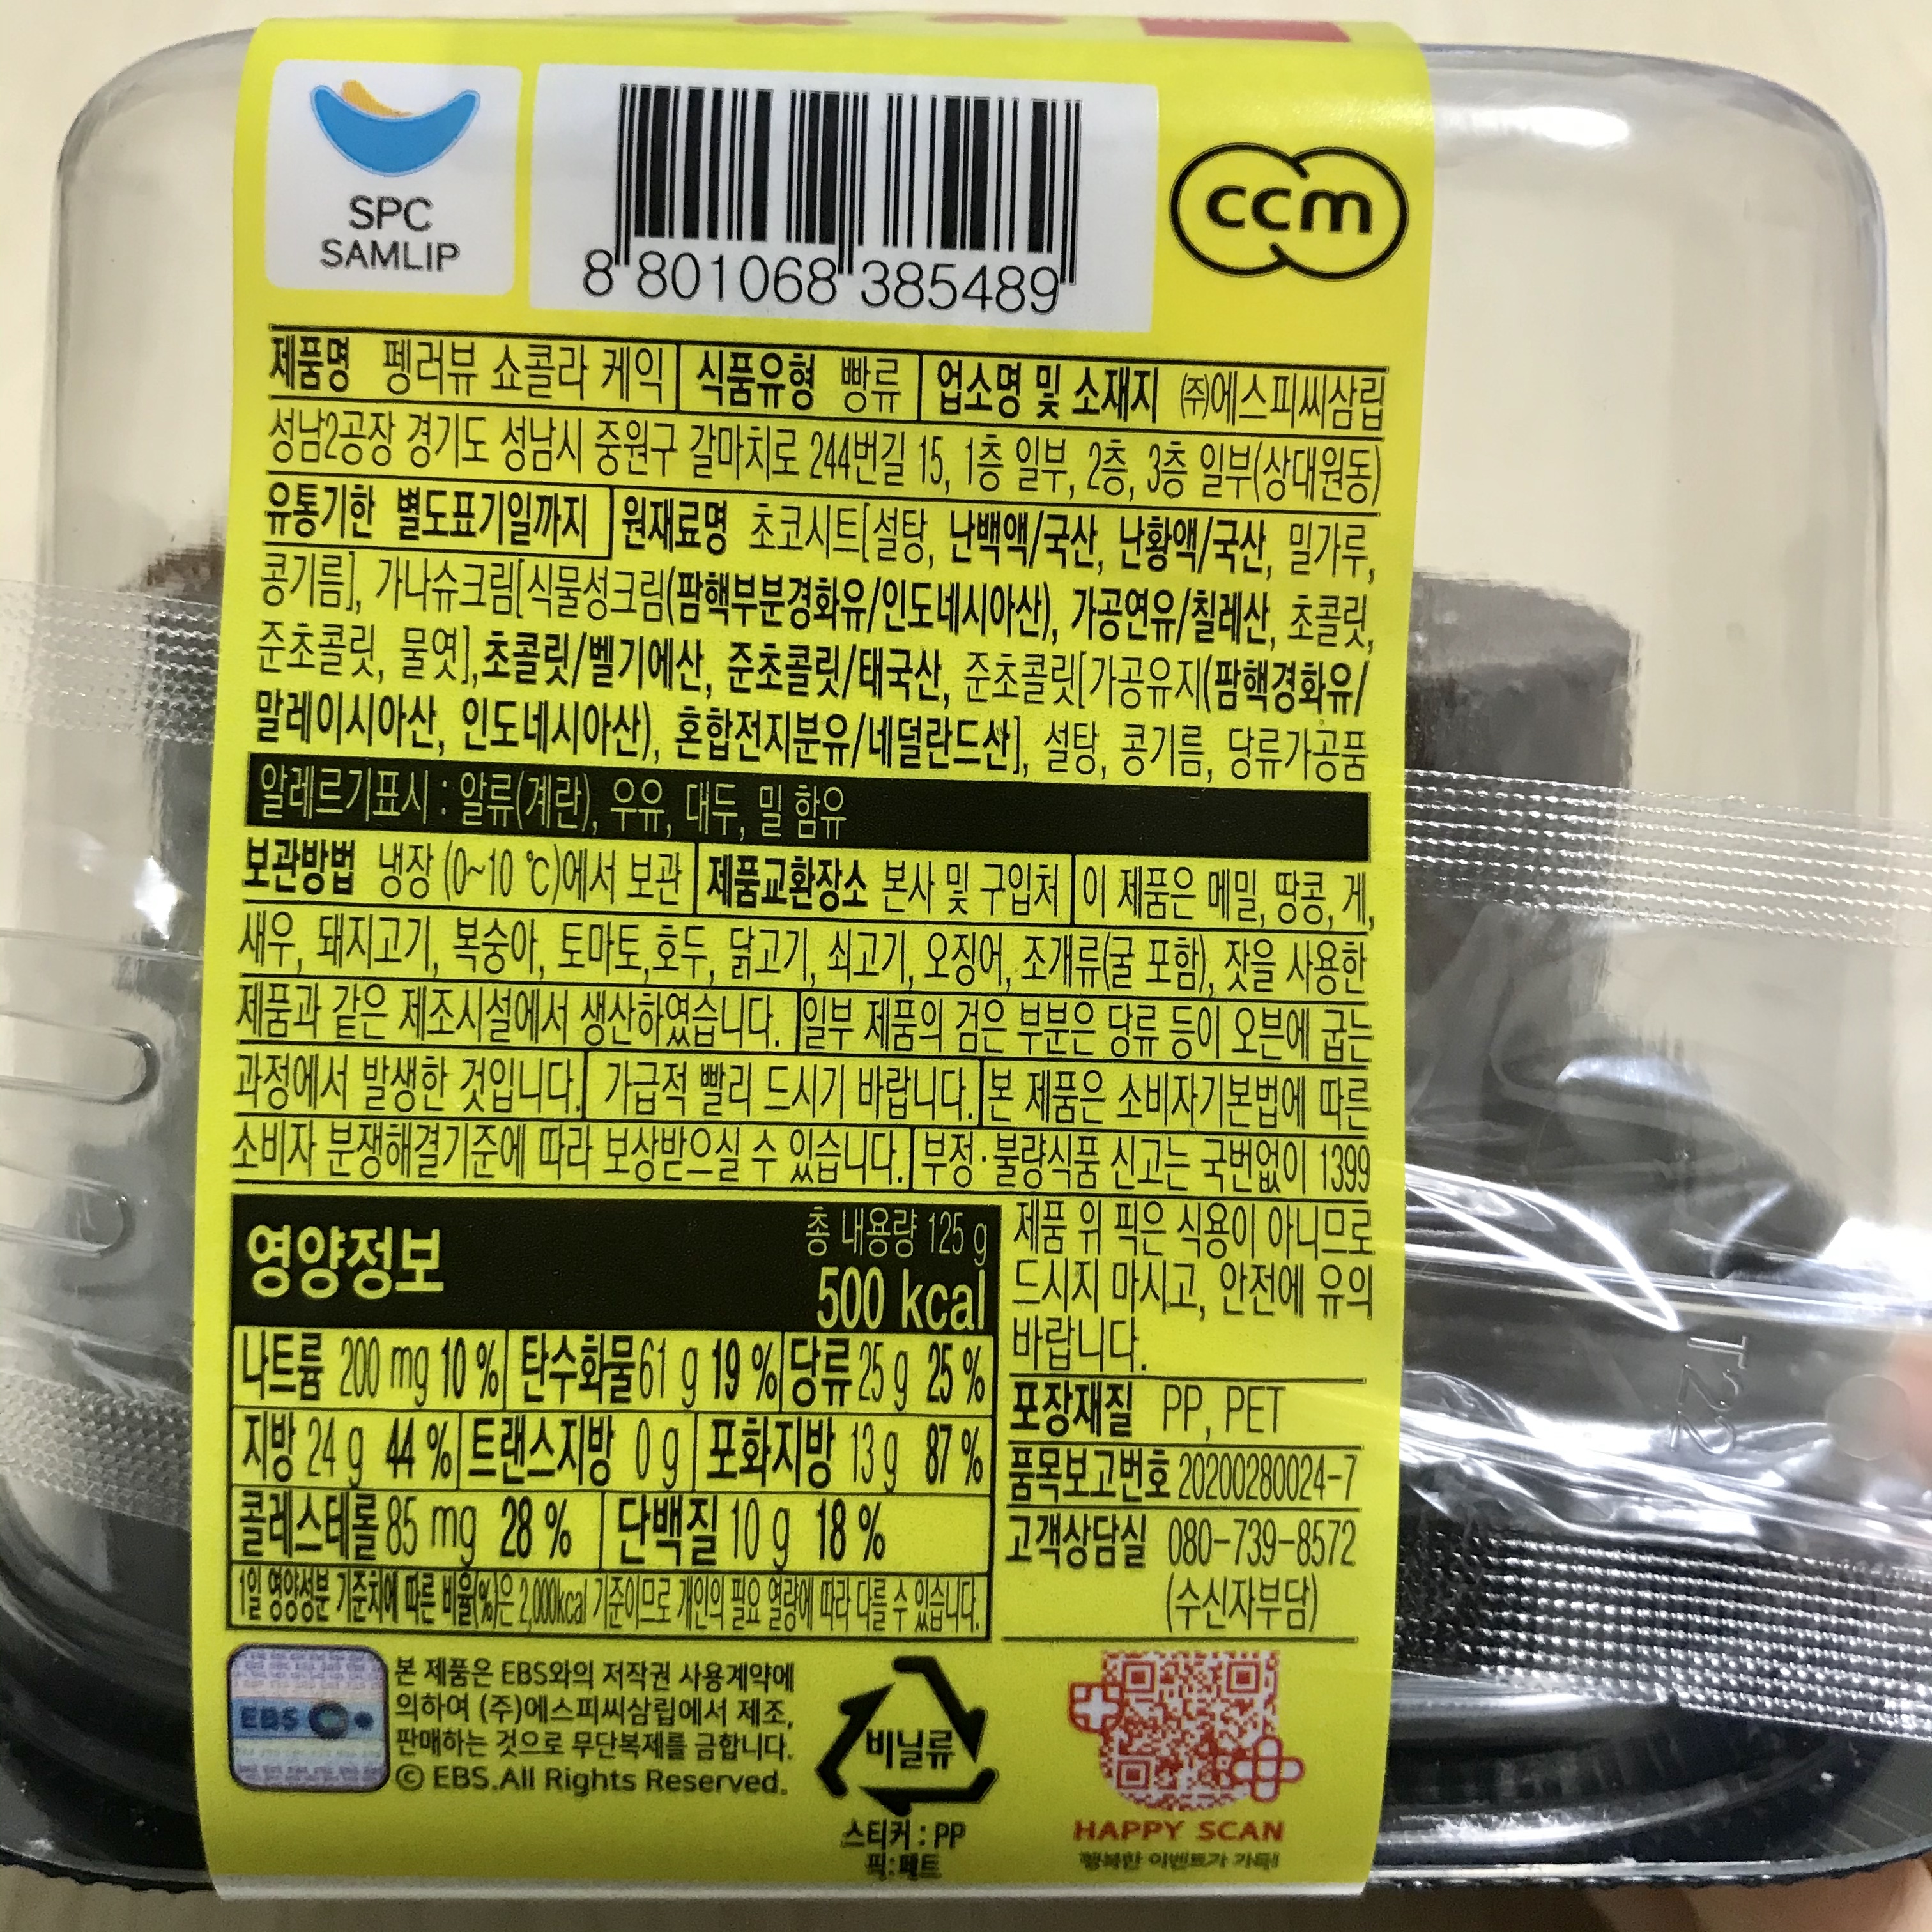 SPC
SAMLIP
8 801068 385489
ccm
제품명 펭러뷰 쇼콜라 케익 식품유형 빵류 업소명 및 소재지 ㈜에스피씨삼립
성남2공장 경기도 성남시 중원구 갈마치로 244번길 15, 1층 일부, 2층, 3층 일부(상대원동)
유통기한 별도표기일까지 원재료명 초코시트[설탕, 난백액/국산, 난황액/국산, 밀가루,
콩기름], 가나슈크림[식물성크림(팜핵부분경화유/인도네시아산), 가공연유/칠레산, 초콜릿,
준초콜릿, 물엿],초콜릿/벨기에산, 준초콜릿/태국산, 준초콜릿[가공유지(팜핵경화유/
말레이시아산, 인도네시아산), 혼합전지분유/네덜란드산], 설탕, 콩기름, 당류가공품
알레르기표시 : 알류(계란), 우유, 대두, 밀 함유
보관방법 냉장 (0~10 ℃)에서 보관 제품교환장소 본사 및 구입처 이 제품은 메밀, 땅콩, 게,
새우, 돼지고기, 복숭아, 토마토,호두, 닭고기, 쇠고기, 오징어, 조개류(굴 포함), 잣을 사용한
제품과 같은 제조시설에서 생산하였습니다. 일부 제품의 검은 부분은 당류 등이 오븐에 굽는
과정에서 발생한 것입니다. 가급적 빨리 드시기 바랍니다. 본 제품은 소비자기본법에 따른
소비자 분쟁해결기준에 따라 보상받으실 수 있습니다. 부정·불량식품 신고는 국번없이 1399
영양정보 총 내용량 125 g
500 kcal
나트륨 200 mg 10 % 탄수화물 61 g 19 % 당류 25 g 25 %
지방 24 g 44 % 트랜스지방 0 g 포화지방 13 g 87 %
콜레스테롤 85 mg 28 % 단백질 10 g 18 %
1일 영양성분 기준치에 따른 비율(%)은 2,000kcal 기준이므로 개인의 필요 열량에 따라 다를 수 있습니다.
제품 위 픽은 식용이 아니므로
드시지 마시고, 안전에 유의
바랍니다.
포장재질 PP, PET
품목보고번호 20200280024-7
고객상담실 080-739-8572
(수신자부담)
EBS
본 제품은 EBS와의 저작권 사용계약에
의하여 (주)에스피씨삼립에서 제조,
판매하는 것으로 무단복제를 금합니다.
© EBS.All Rights Reserved.
비닐류
스티커 : PP
픽:페트
HAPPY SCAN
행복한 이벤트가 가득!
T22